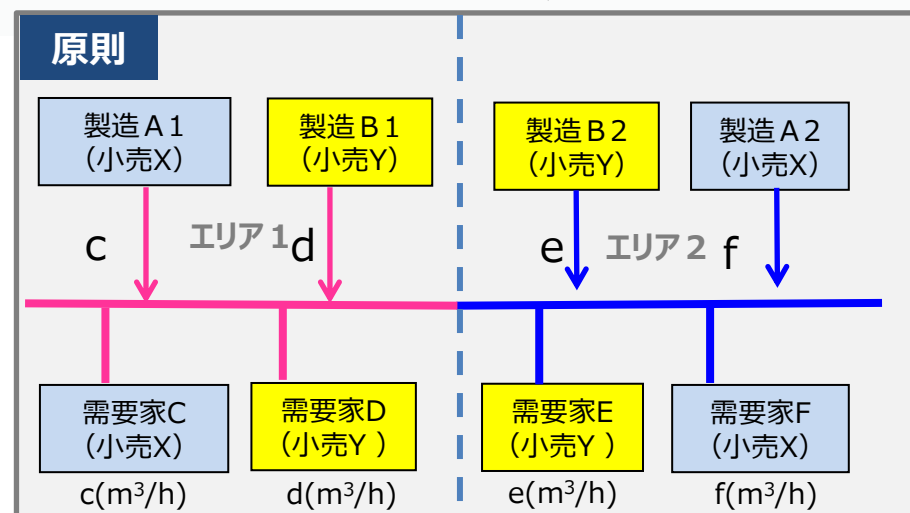 原則
製造A1
(小売X)
製造B1
(小売Y)
製造B2
(小売Y)
製造A2
(小売X)
c
エリア1
d
e
エリア2
f
需要家C
(小売X)
需要家D
(小売Y )
需要家E
(小売Y )
需要家F
(小売X)
c(m³/h)
d(m³/h)
e(m³/h)
f(m³/h)